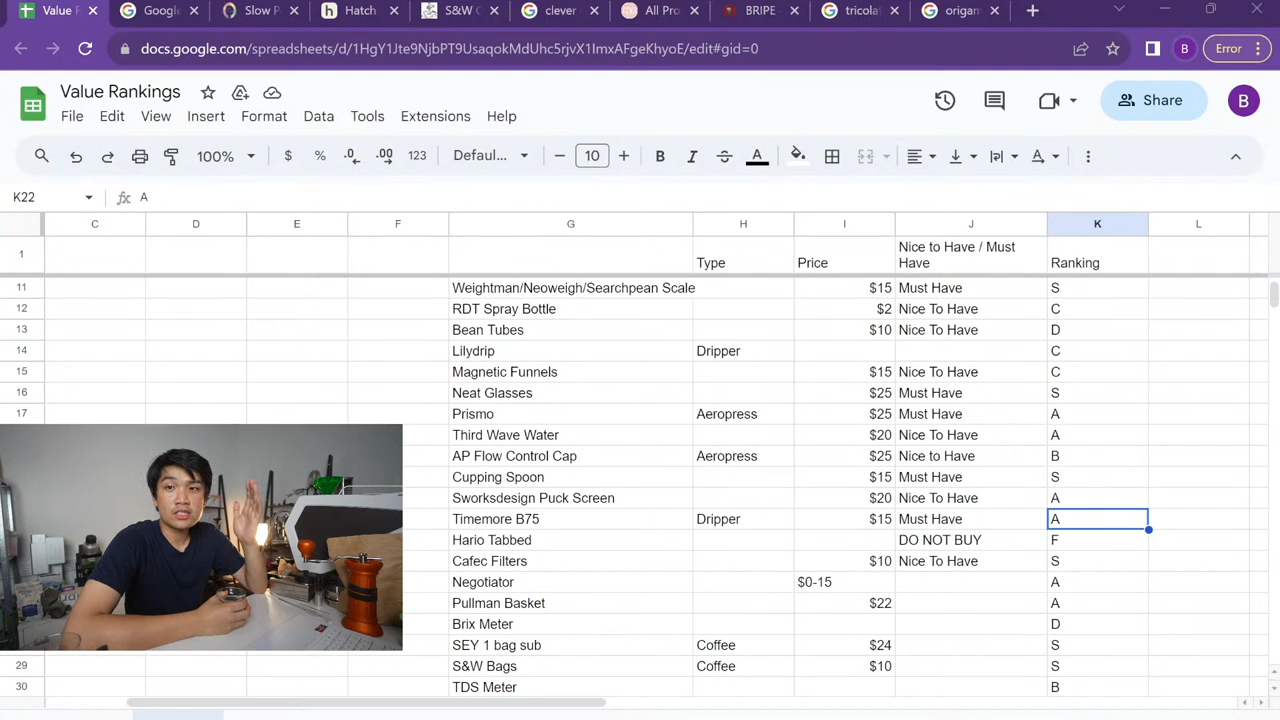 Value R
Google
Slow P
Hatch
S&W C
clever -
All Pro
BRIPE -
tricolat
origam
docs.google.com/spreadsheets/d/1HgY1Jte9NjbPT9UsaqokMdUhc5rjvX1ImxAFgeKhyoE/edit#gid=0
B
Error
Value Rankings
File Edit View Insert Format Data Tools Extensions Help
Share
B
100% $ % .0 .00 123 Defaul... 10 B I A
K22 fx A
C D E F G H I J K L
1 Type Price Nice to Have / Must Have Ranking
11 Weightman/Neoweigh/Searchpean Scale $15 Must Have S
12 RDT Spray Bottle $2 Nice To Have C
13 Bean Tubes $10 Nice To Have D
14 Lilydrip Dripper C
15 Magnetic Funnels $15 Nice To Have C
16 Neat Glasses $25 Must Have S
17 Prismo Aeropress $25 Must Have A
Third Wave Water $20 Nice To Have A
AP Flow Control Cap Aeropress $25 Nice to Have B
Cupping Spoon $15 Must Have S
Sworksdesign Puck Screen $20 Nice To Have A
Timemore B75 Dripper $15 Must Have A
Hario Tabbed DO NOT BUY F
Cafec Filters $10 Nice To Have S
Negotiator $0-15 A
Pullman Basket $22 A
Brix Meter D
SEY 1 bag sub Coffee $24 S
29 S&W Bags Coffee $10 S
30 TDS Meter B